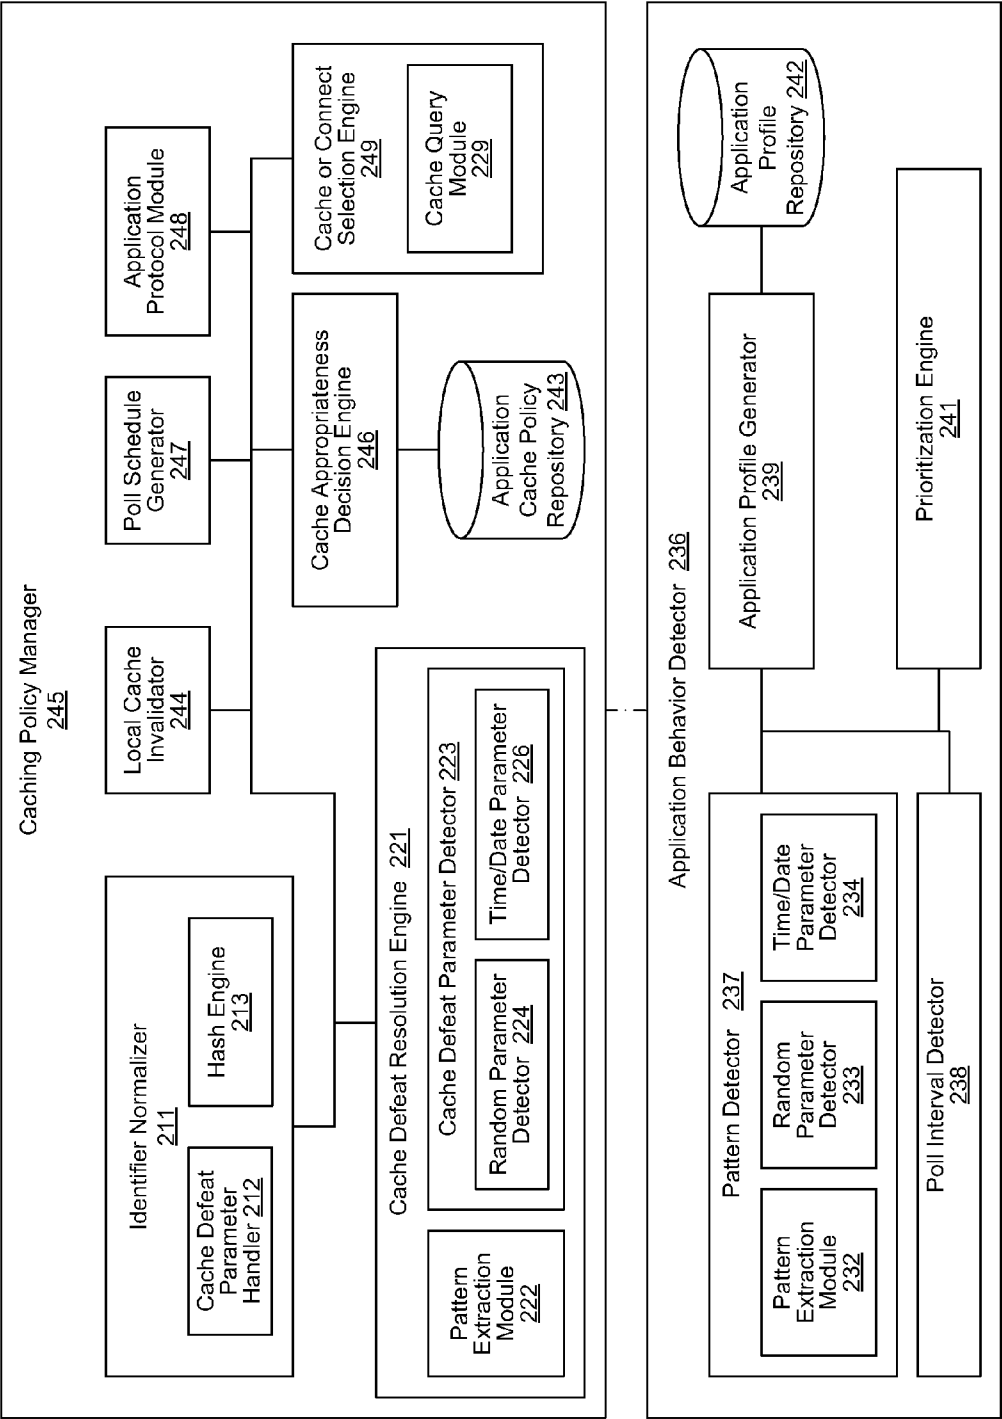 Caching Policy Manager
245
Identifier Normalizer
211
Cache Defeat
Parameter
Handler 212
Hash Engine
213
Local Cache
Invalidator
244
Poll Schedule
Generator
247
Application
Protocol Module
248
Cache Defeat Resolution Engine 221
Pattern
Extraction
Module
222
Cache Defeat Parameter Detector 223
Random Parameter
Detector 224
Time/Date Parameter
Detector 226
Cache Appropriateness
Decision Engine
246
Application
Cache Policy
Repository 243
Cache or Connect
Selection Engine
249
Cache Query
Module
229
Application Behavior Detector 236
Pattern Detector 237
Pattern
Extraction
Module
232
Random
Parameter
Detector
233
Time/Date
Parameter
Detector
234
Poll Interval Detector
238
Application Profile Generator
239
Application
Profile
Repository 242
Prioritization Engine
241